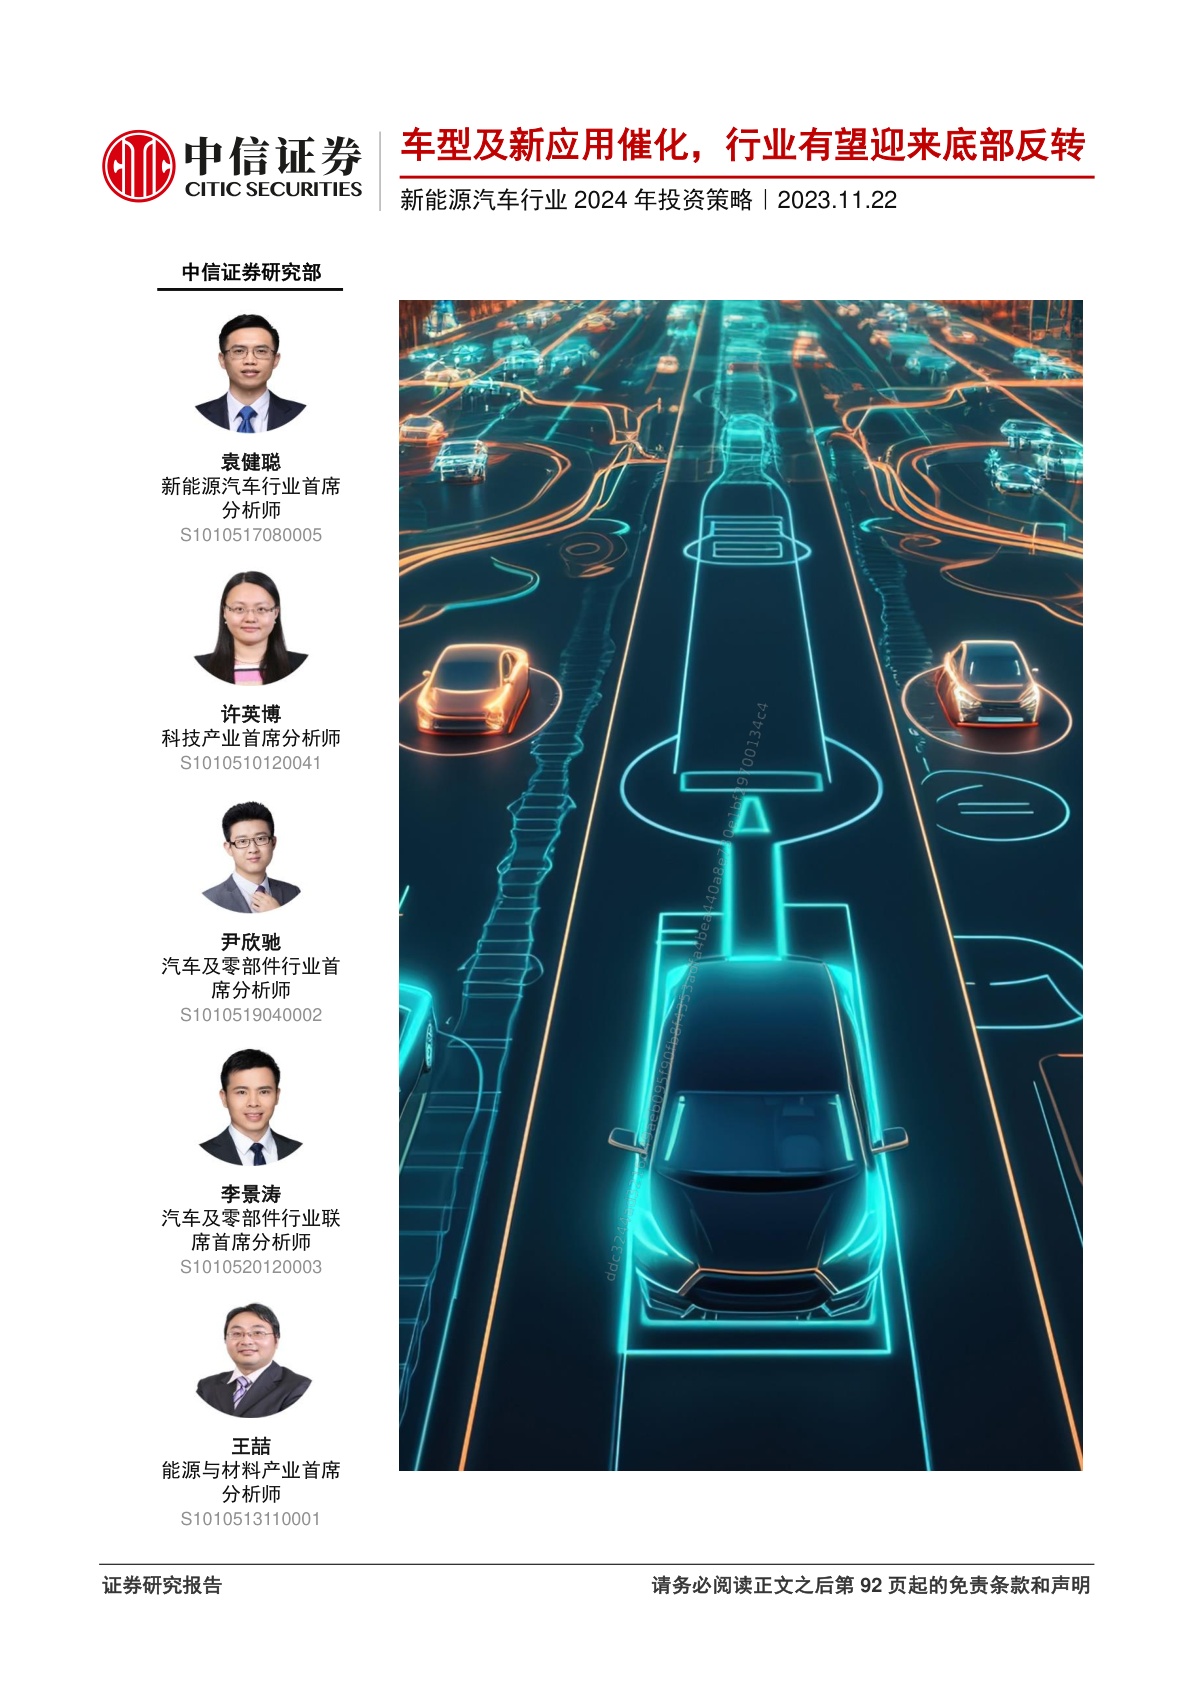 中信证券
CITIC SECURITIES
车型及新应用催化，行业有望迎来底部反转
新能源汽车行业 2024 年投资策略｜2023.11.22
中信证券研究部
袁健聪
新能源汽车行业首席
分析师
S1010517080005
许英博
科技产业首席分析师
S1010510120041
尹欣驰
汽车及零部件行业首
席分析师
S1010519040002
李景涛
汽车及零部件行业联
席首席分析师
S1010520120003
王喆
能源与材料产业首席
分析师
S1010513110001
证券研究报告
请务必阅读正文之后第 92 页起的免责条款和声明